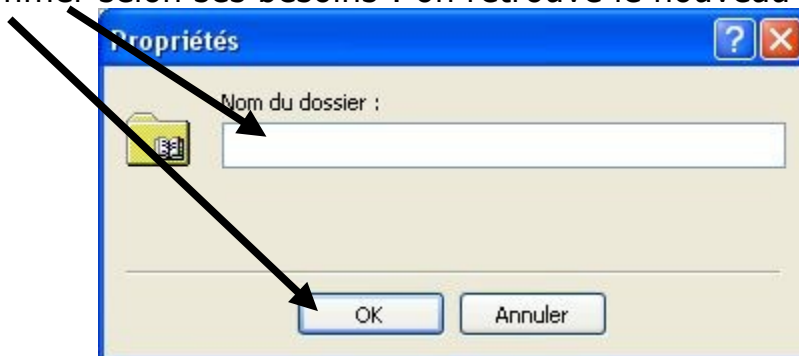 selon ses besoins : on retrouve le nouveau
Propriétés
Nom du dossier :
OK
Annuler